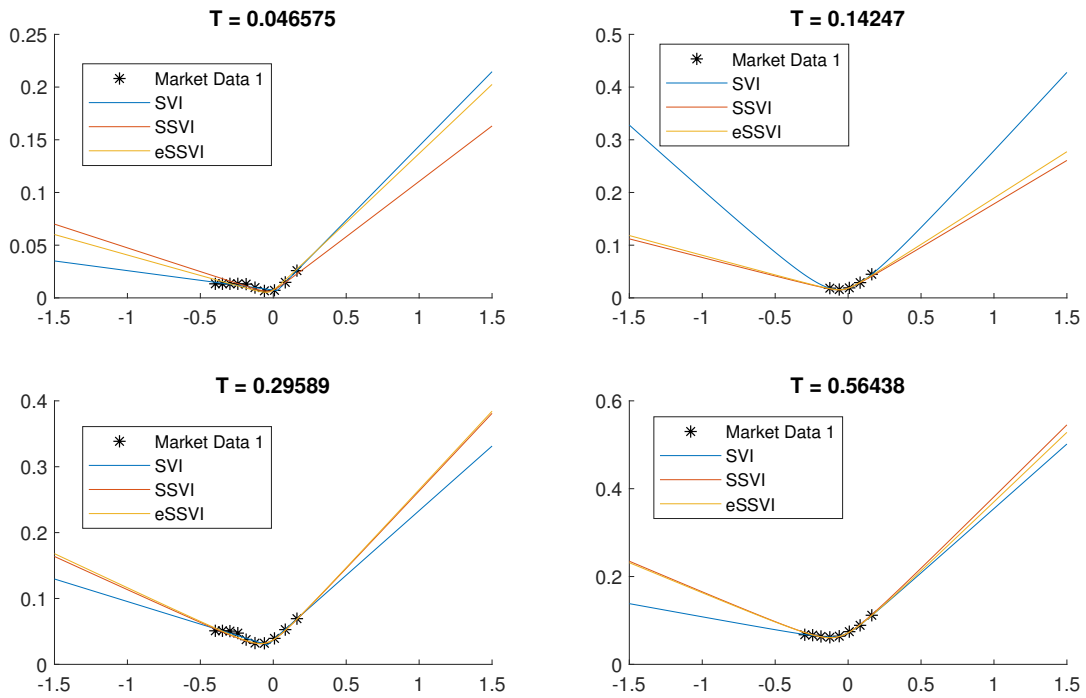 T = 0.046575
0.25
0.2
0.15
0.1
0.05
0
-1.5
-1
-0.5
0
0.5
1
1.5
Market Data 1
SVI
SSVI
eSSVI
T = 0.14247
0.5
0.4
0.3
0.2
0.1
0
-1.5
-1
-0.5
0
0.5
1
1.5
Market Data 1
SVI
SSVI
eSSVI
T = 0.29589
0.4
0.3
0.2
0.1
0
-1.5
-1
-0.5
0
0.5
1
1.5
Market Data 1
SVI
SSVI
eSSVI
T = 0.56438
0.6
0.4
0.2
0
-1.5
-1
-0.5
0
0.5
1
1.5
Market Data 1
SVI
SSVI
eSSVI